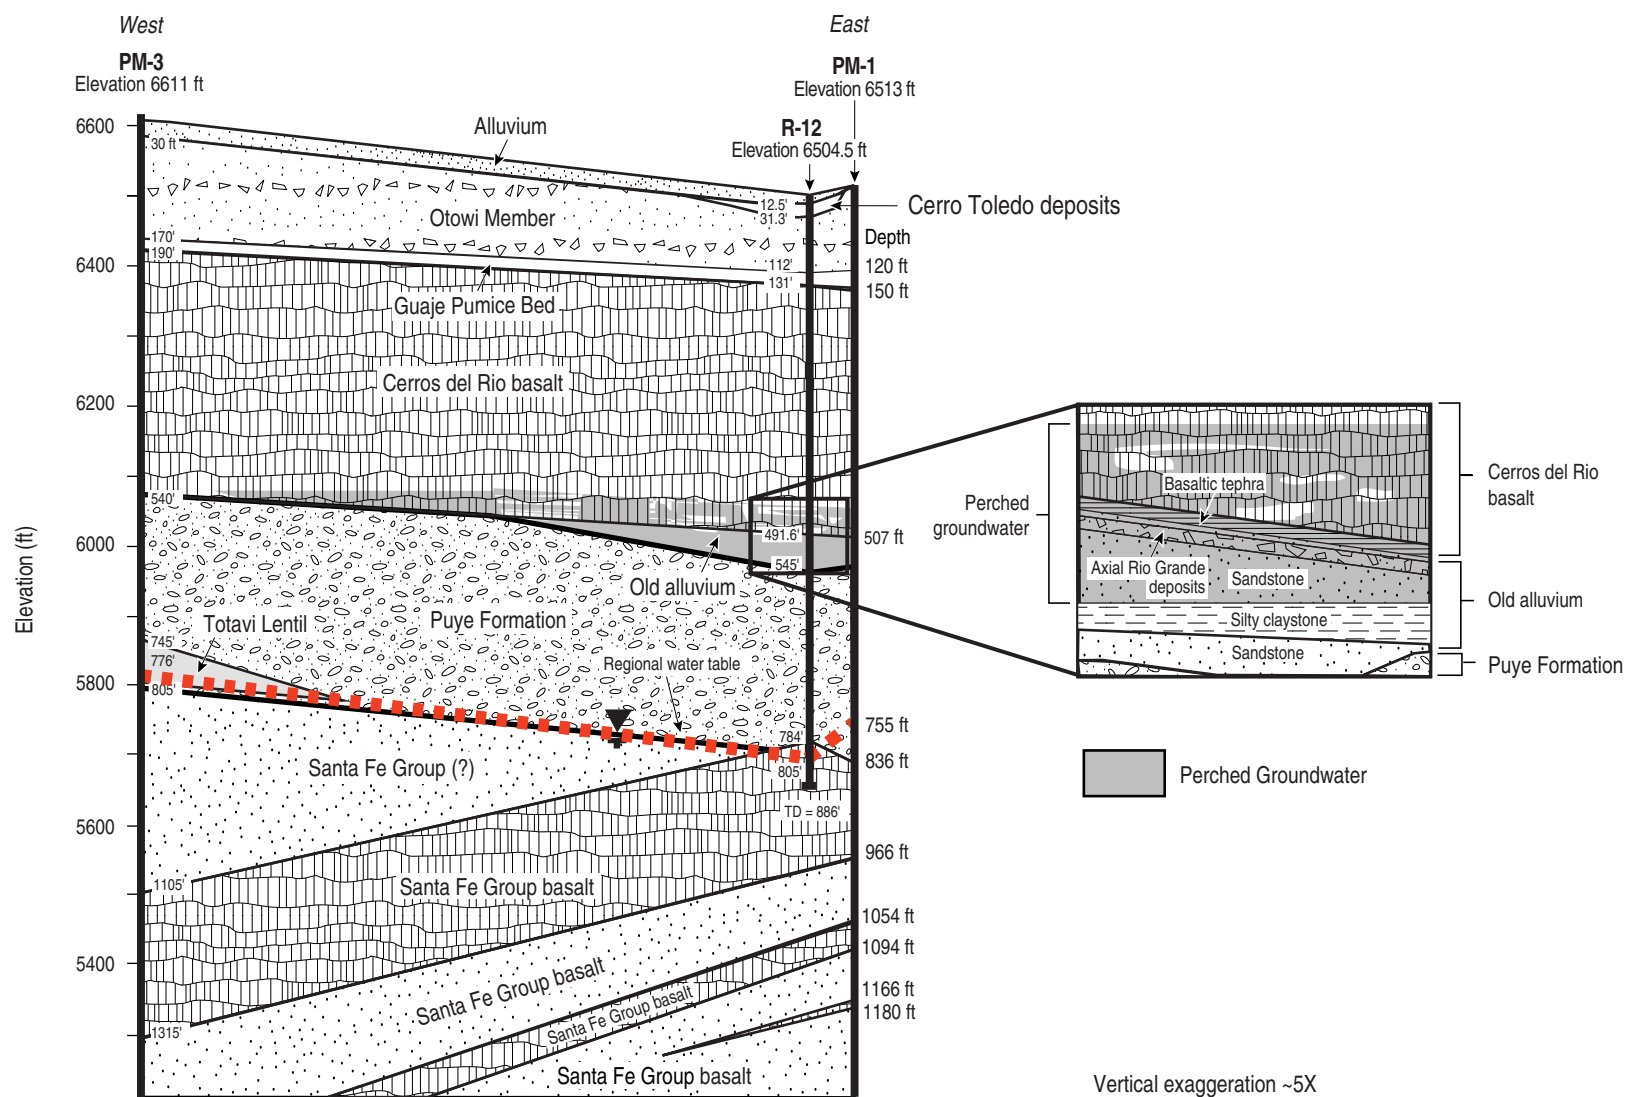 West
East
PM-3
Elevation 6611 ft
PM-1
Elevation 6513 ft
R-12
Elevation 6504.5 ft
Elevation (ft)
6600
6400
6200
6000
5800
5600
5400
30 ft
170'
190'
540'
745'
776'
805'
1105'
1315'
Alluvium
Otowi Member
Guaje Pumice Bed
Cerros del Rio basalt
Old alluvium
Puye Formation
Totavi Lentil
Regional water table
Santa Fe Group (?)
Santa Fe Group basalt
Santa Fe Group basalt
Santa Fe Group basalt
Santa Fe Group basalt
12.5'
31.3'
112'
131'
491.6'
545'
784'
805'
TD = 886'
Cerro Toledo deposits
Depth
120 ft
150 ft
507 ft
755 ft
836 ft
966 ft
1054 ft
1094 ft
1166 ft
1180 ft
Perched
groundwater
Basaltic tephra
Axial Rio Grande
deposits
Sandstone
Silty claystone
Sandstone
Cerros del Rio
basalt
Old alluvium
Puye Formation
Perched Groundwater
Vertical exaggeration ~5X